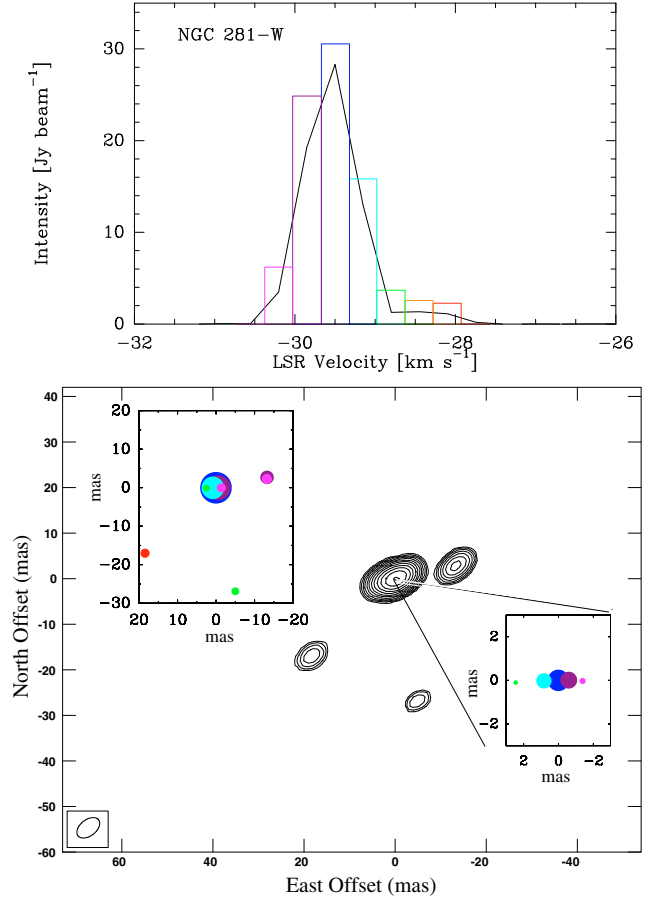 NGC 281-W
Intensity [Jy beam⁻¹]
30
20
10
0
−32 −30 −28 −26
LSR Velocity [km s⁻¹]
North Offset (mas)
40
30
20
10
0
-10
-20
-30
-40
-50
-60
60 40 20 0 -20 -40
East Offset (mas)
mas
20
10
0
−10
−20
−30
20 10 0 −10 −20
mas
mas
2
0
−2
2 0 −2
mas